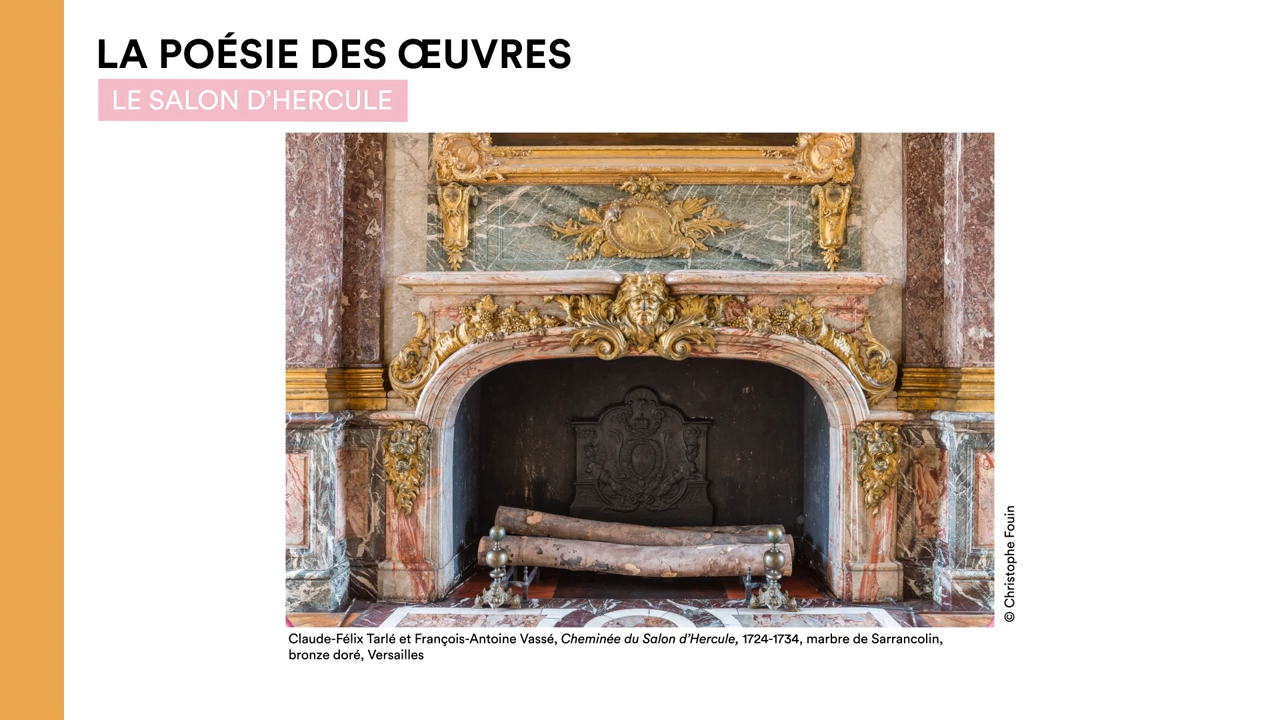 LA POÉSIE DES ŒUVRES
LE SALON D’HERCULE
© Christophe Fouin
Claude-Félix Tarlé et François-Antoine Vassé, Cheminée du Salon d’Hercule, 1724-1734, marbre de Sarrancolin,
bronze doré, Versailles